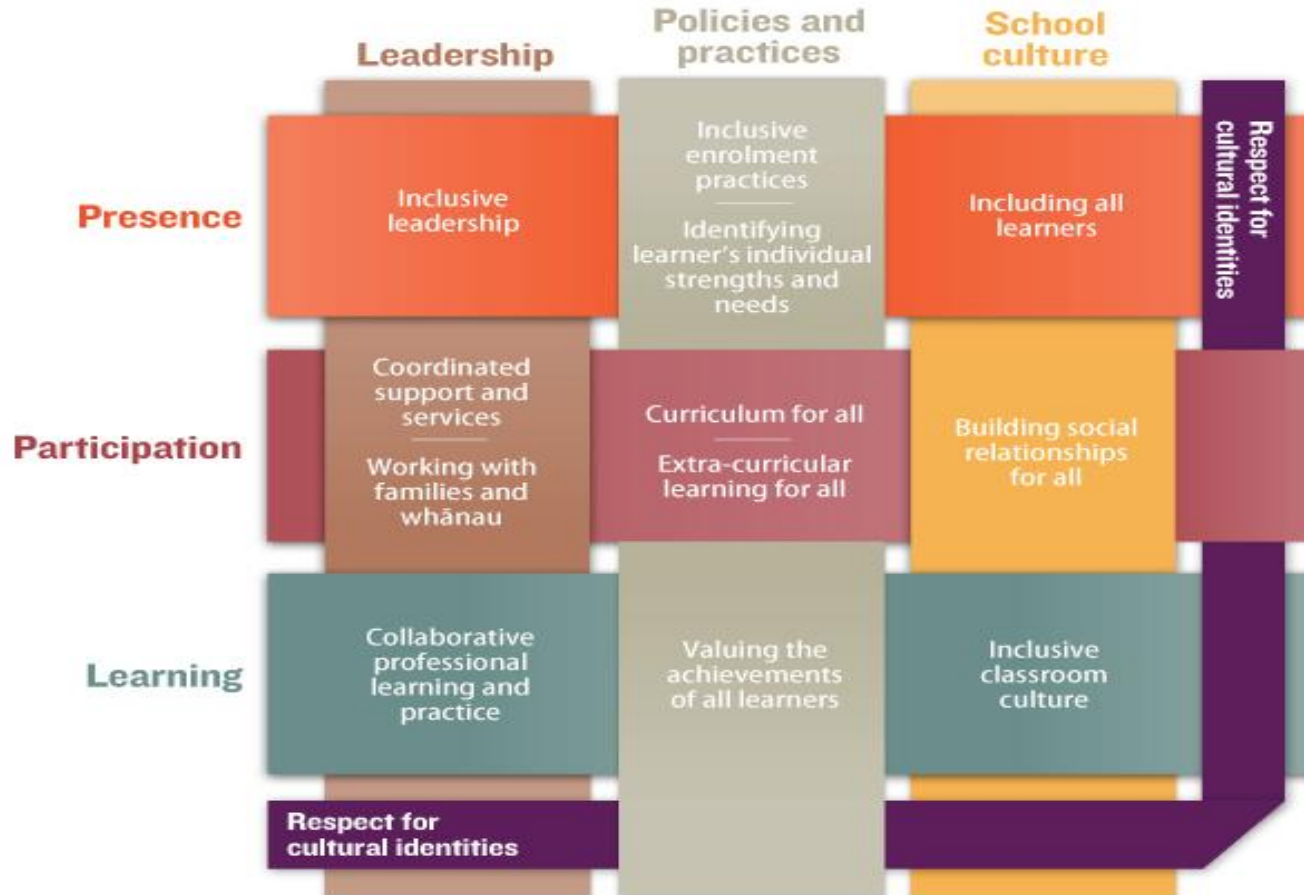 Leadership
Policies and
practices
School
culture
Presence
Inclusive
leadership
Inclusive
enrolment
practices
Identifying
learner's individual
strengths and
needs
Including all
learners
Respect for
cultural identities
Participation
Coordinated
support and
services
Working with
families and
whānau
Curriculum for all
Extra-curricular
learning for all
Building social
relationships
for all
Learning
Collaborative
professional
learning and
practice
Valuing the
achievements
of all learners
Inclusive
classroom
culture
Respect for
cultural identities